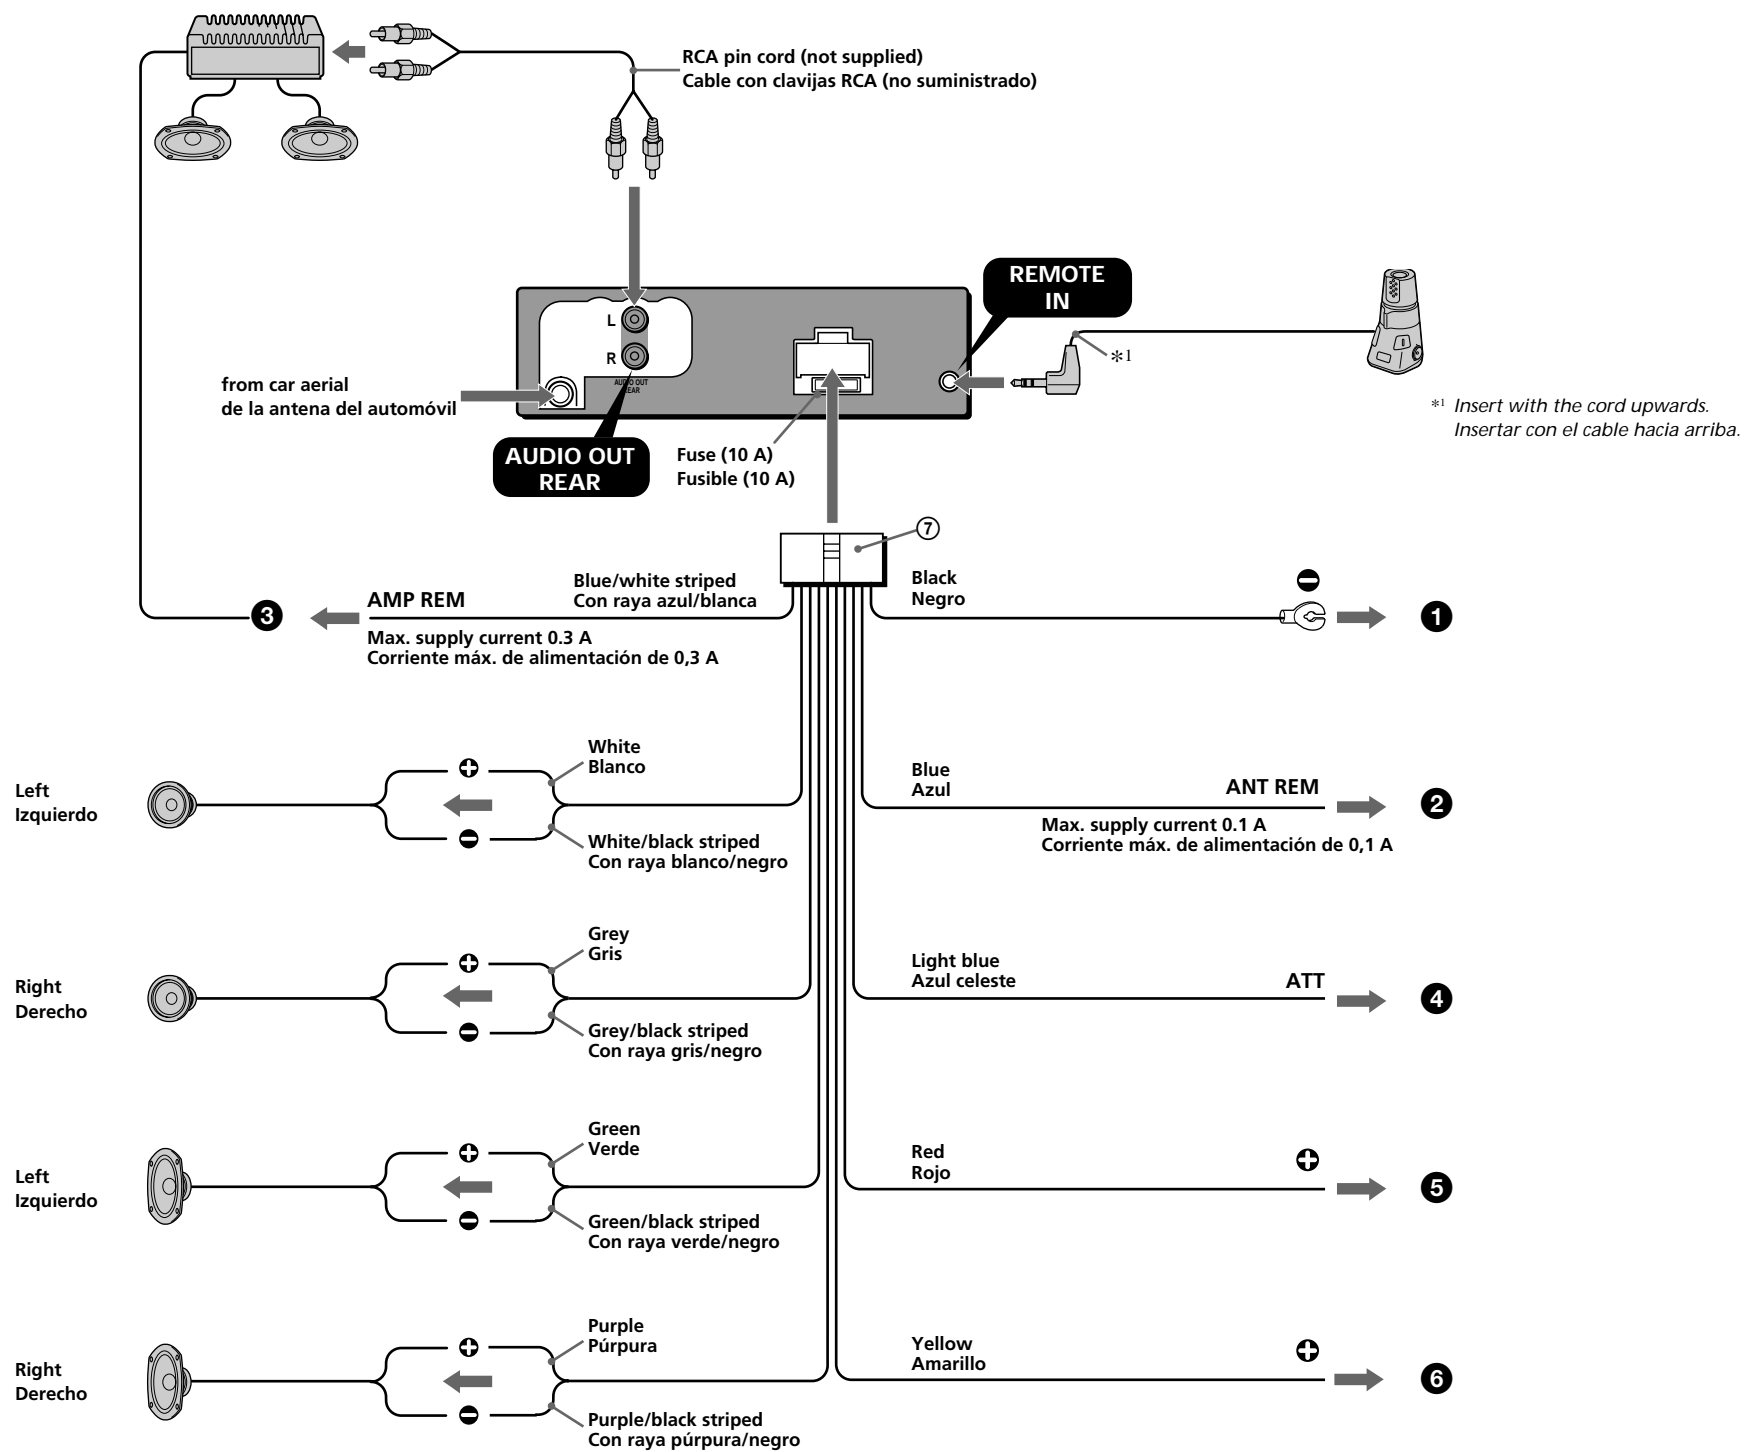 RCA pin cord (not supplied)
Cable con clavijas RCA (no suministrado)
REMOTE
IN
L
R
AUDIO OUT
REAR
*1
from car aerial
de la antena del automóvil
*1 Insert with the cord upwards.
Insertar con el cable hacia arriba.
AUDIO OUT
REAR
Fuse (10 A)
Fusible (10 A)
7
Blue/white striped
Con raya azul/blanca
AMP REM
3
Max. supply current 0.3 A
Corriente máx. de alimentación de 0,3 A
Black
Negro
1
White
Blanco
Left
Izquierdo
White/black striped
Con raya blanco/negro
Blue
Azul
ANT REM
2
Max. supply current 0.1 A
Corriente máx. de alimentación de 0,1 A
Grey
Gris
Right
Derecho
Grey/black striped
Con raya gris/negro
Light blue
Azul celeste
ATT
4
Green
Verde
Left
Izquierdo
Green/black striped
Con raya verde/negro
Red
Rojo
5
Purple
Púrpura
Right
Derecho
Purple/black striped
Con raya púrpura/negro
Yellow
Amarillo
6